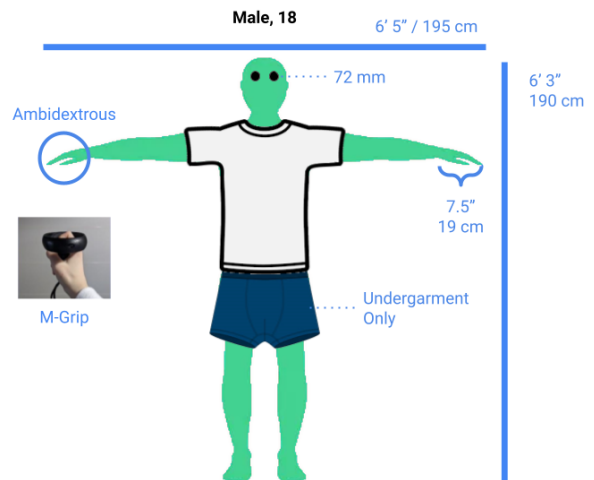 Male, 18
6’ 5” / 195 cm
72 mm
6’ 3”
190 cm
Ambidextrous
7.5”
19 cm
M-Grip
Undergarment
Only